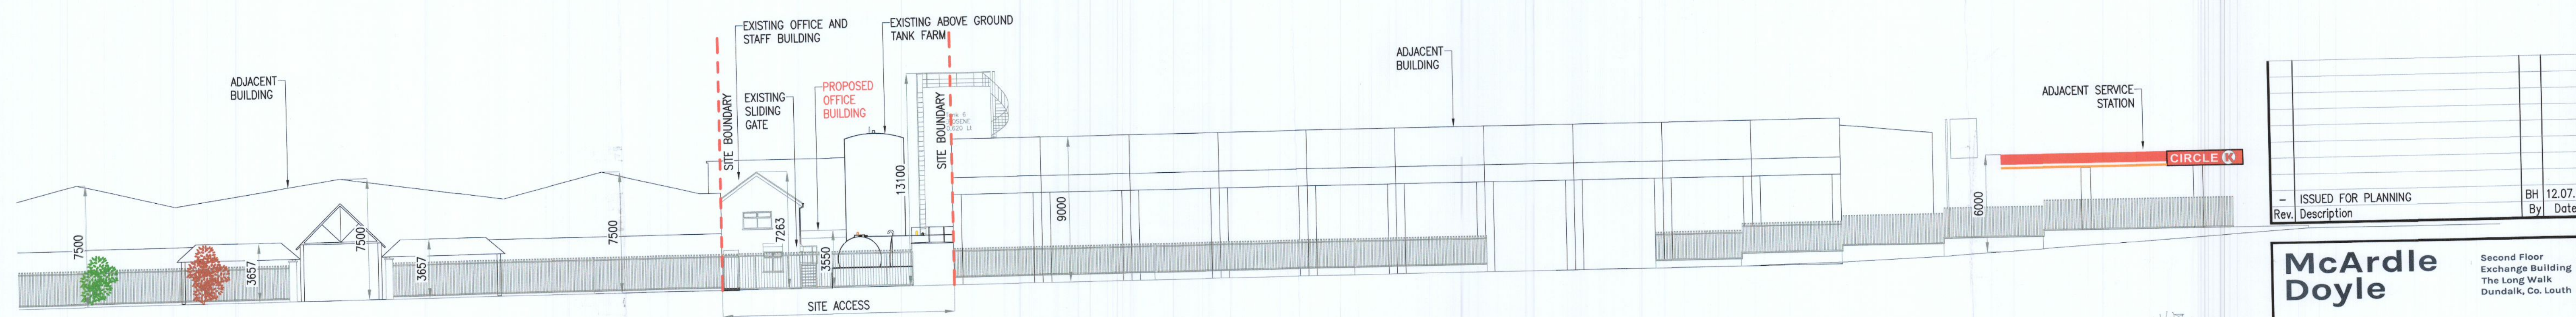 ADJACENT
BUILDING
7500
3657
7500
3657
7500
EXISTING OFFICE AND
STAFF BUILDING
EXISTING ABOVE GROUND
TANK FARM
SITE BOUNDARY
EXISTING
SLIDING
GATE
PROPOSED
OFFICE
BUILDING
7263
3550
13100
SITE BOUNDARY
SITE ACCESS
ADJACENT
BUILDING
9000
6000
ADJACENT SERVICE
STATION
CIRCLE K
– ISSUED FOR PLANNING BH 12.07.
Rev. Description By Date
McArdle
Doyle
Second Floor
Exchange Building
The Long Walk
Dundalk, Co. Louth